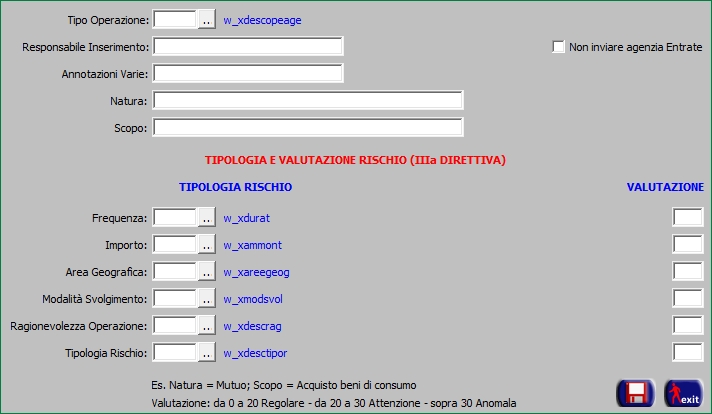 Tipo Operazione: .. w_xdescopeage
Responsabile Inserimento: Non inviare agenzia Entrate
Annotazioni Varie:
Natura:
Scopo:
TIPOLOGIA E VALUTAZIONE RISCHIO (IIIa DIRETTIVA)
TIPOLOGIA RISCHIO VALUTAZIONE
Frequenza: .. w_xdurat
Importo: .. w_xammont
Area Geografica: .. w_xareegeog
Modalità Svolgimento: .. w_xmodsvol
Ragionevolezza Operazione: .. w_xdescrag
Tipologia Rischio: .. w_xdesctipor
Es. Natura = Mutuo; Scopo = Acquisto beni di consumo
exit
Valutazione: da 0 a 20 Regolare - da 20 a 30 Attenzione - sopra 30 Anomala